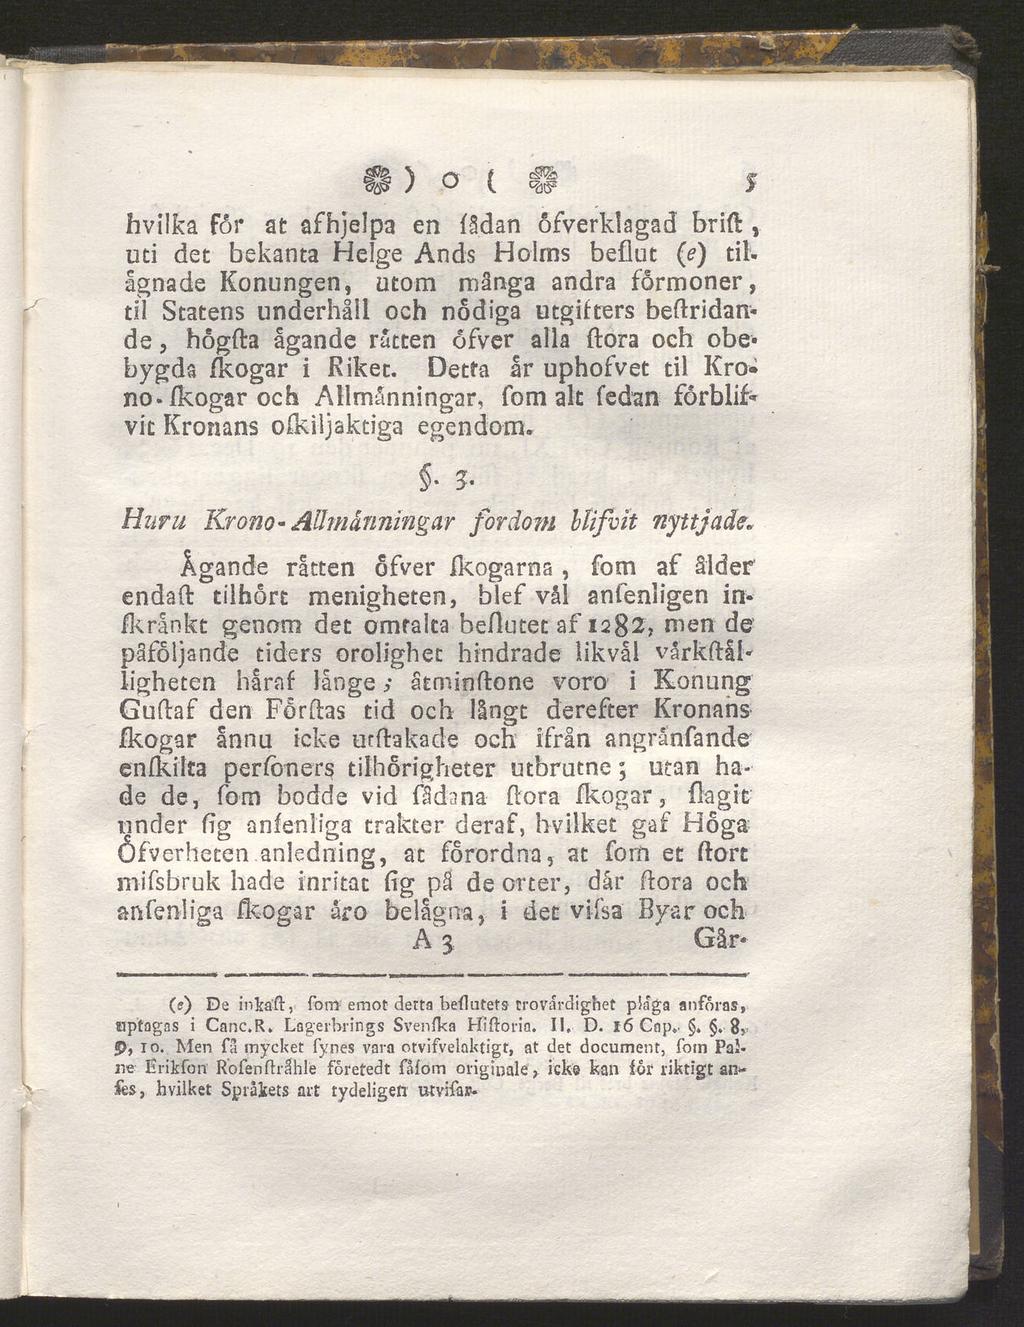 ) o ( 5
hvilka för at afhjelpa en ſådan öfverklagad briſt,
uti det bekanta Helge Ands Holms beſlut (e) til-
ägnade Konungen, utom många andra förmoner,
til Statens underhåll och nödiga utgifters beſtridan-
de, högſta ägande rätten öfver alla ſtora och obe-
bygda ſkogar i Riket. Detta är uphofvet til Kro-
no-ſkogar och Allmänningar, ſom alt ſedan förblif-
vit Kronans oſkiljaktiga egendom.
§. 3.
Huru Krono-Allmänningar fordom blifvit nyttjade.
Ägande rätten öfver ſkogarna, ſom af ålder
endaſt tilhört menigheten, blef väl anſenligen in-
ſkränkt genom det omtalta beſlutet af 1282, men de
påföljande tiders orolighet hindrade likväl värkſtäl-
ligheten häraf länge; åtminſtone voro i Konung
Guſtaf den Förſtas tid och långt derefter Kronans
ſkogar ännu icke utſtakade och ifrån angränſande
enſkilta perſoners tilhörigheter utbrutne; utan ha-
de de, ſom bodde vid ſådana ſtora ſkogar, ſlagit
under ſig anſenliga trakter deraf, hvilket gaf Höga
Öfverheten anledning, at förordna, at ſom et ſtort
miſsbruk hade inritat ſig på de orter, där ſtora och
anſenliga ſkogar äro belägna, i det viſsa Byar och
A 3 Går-
(e) De inkaſt, ſom emot detta beſlutets trovärdighet pläga anföras,
uptagas i Canc.R. Lagerbrings Svenſka Hiſtoria. II. D. 16 Cap. §. §. 8,
9, 10. Men ſå mycket ſynes vara otvifvelaktigt, at det document, ſom Pal-
ne Erikſon Roſenſtråhle företedt ſåſom originale, icke kan för riktigt an-
ſes, hvilket Språkets art tydeligen utviſar.